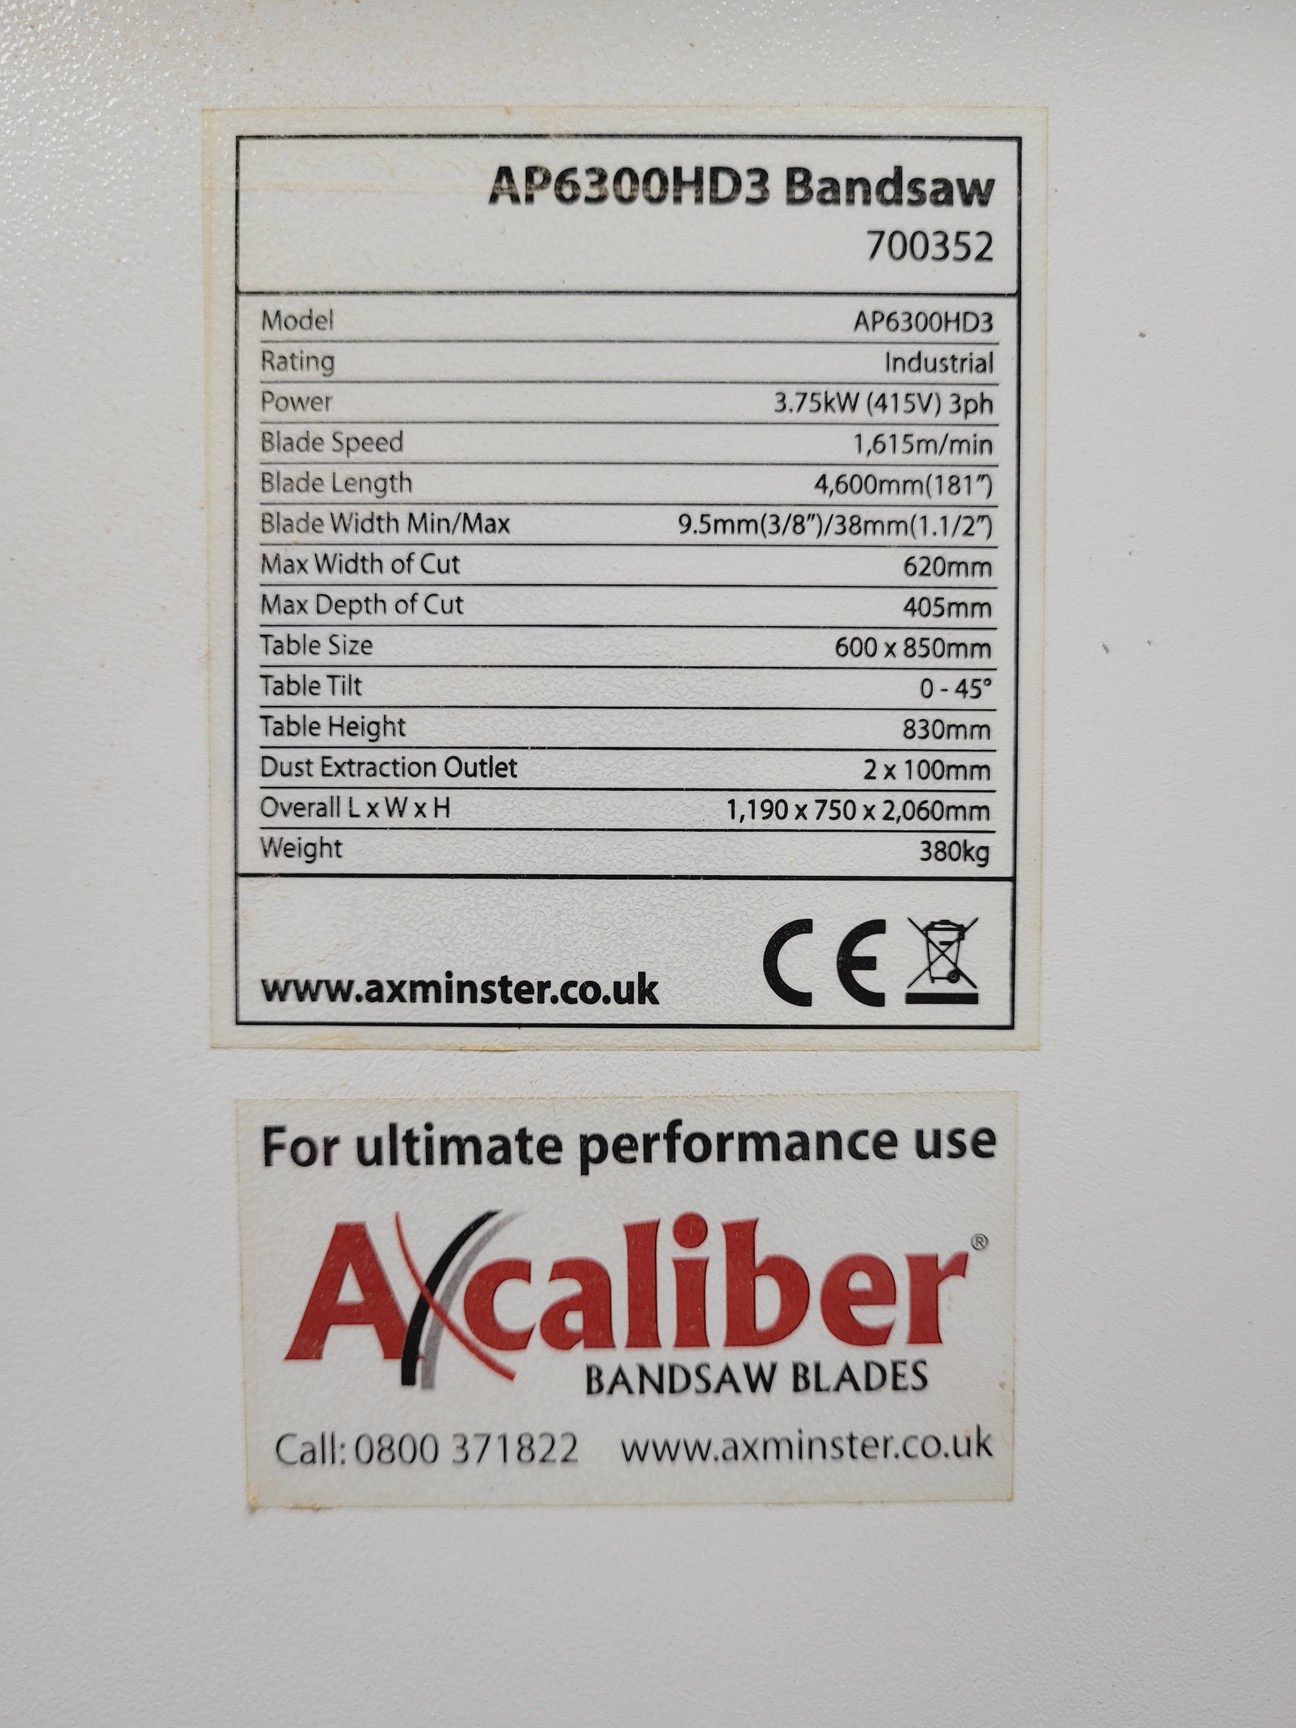 AP6300HD3 Bandsaw
700352
Model AP6300HD3
Rating Industrial
Power 3.75kW (415V) 3ph
Blade Speed 1,615m/min
Blade Length 4,600mm(181")
Blade Width Min/Max 9.5mm(3/8")/38mm(1.1/2")
Max Width of Cut 620mm
Max Depth of Cut 405mm
Table Size 600 x 850mm
Table Tilt 0 - 45°
Table Height 830mm
Dust Extraction Outlet 2 x 100mm
Overall L x W x H 1,190 x 750 x 2,060mm
Weight 380kg
www.axminster.co.uk CE
For ultimate performance use
Axcaliber®
BANDSAW BLADES
Call: 0800 371822 www.axminster.co.uk